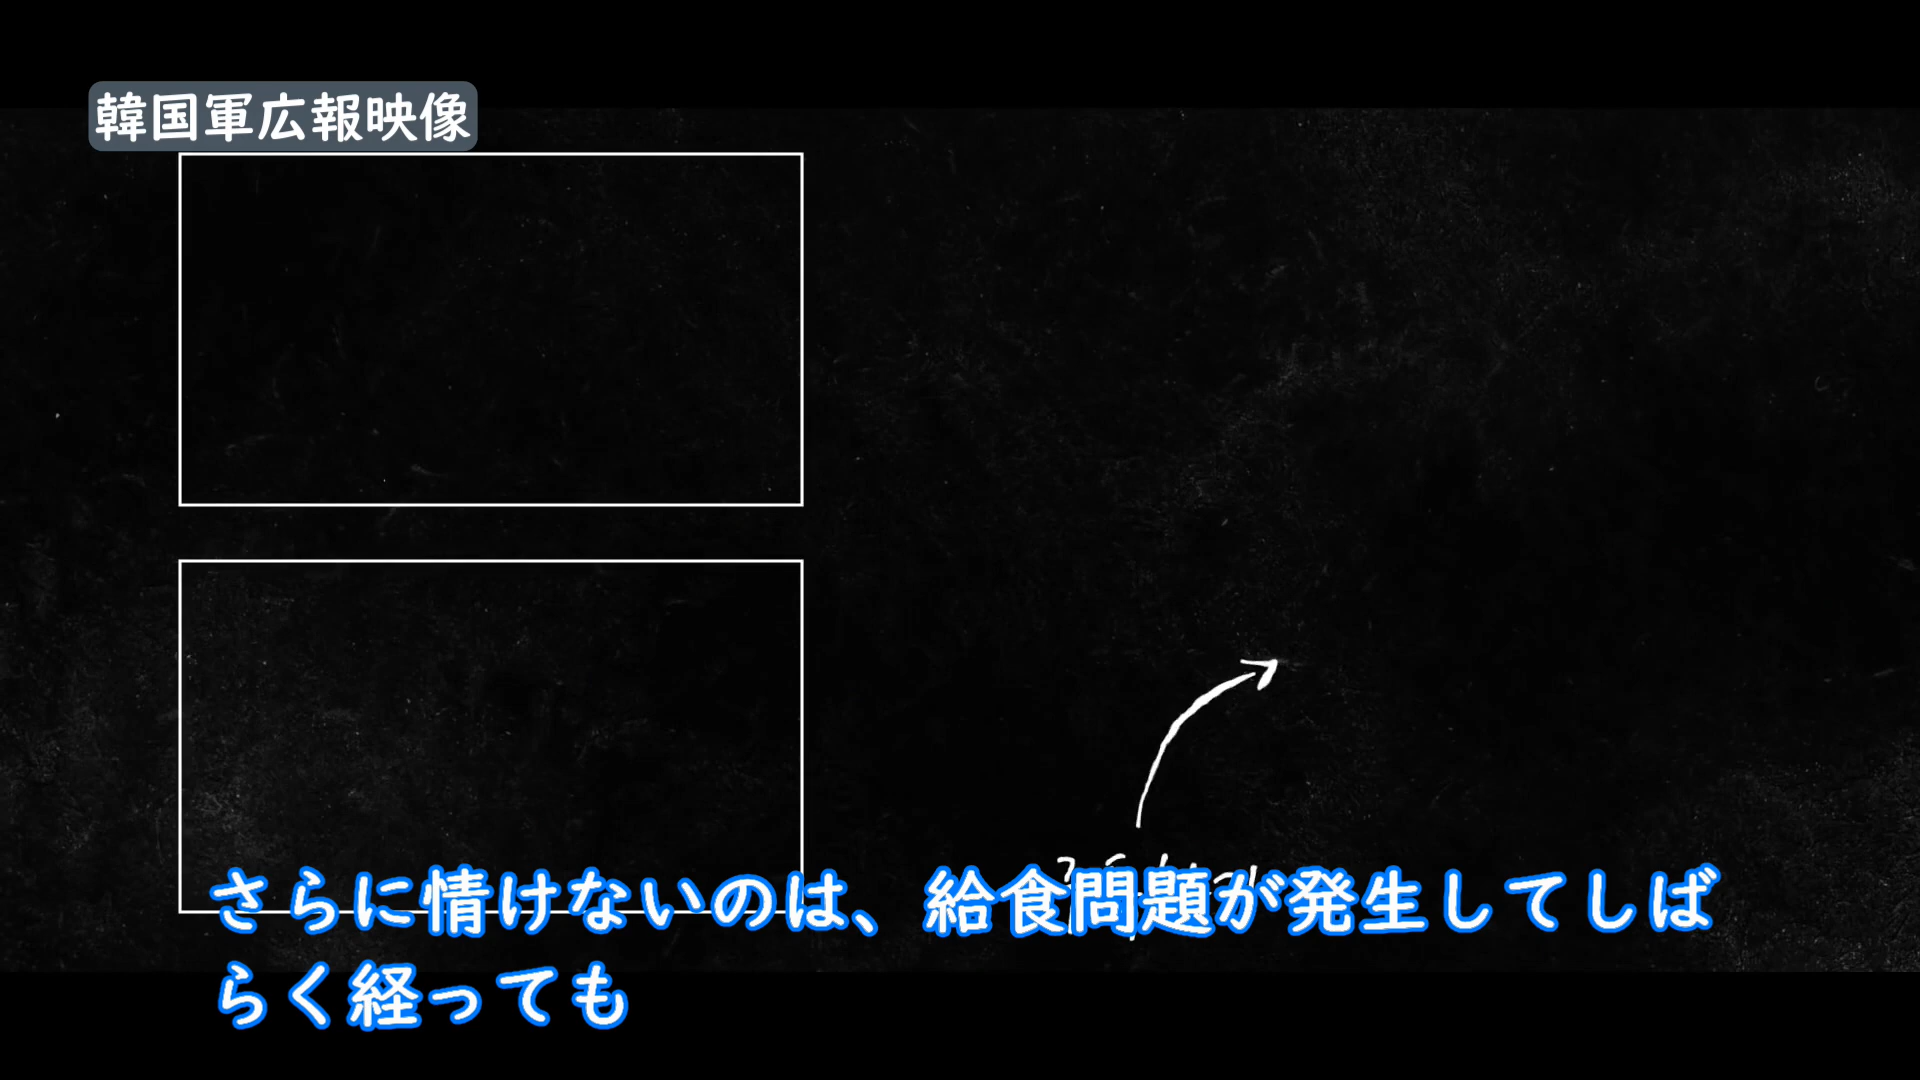 韓国軍広報映像
さらに情けないのは、給食問題が発生してしば
らく経っても